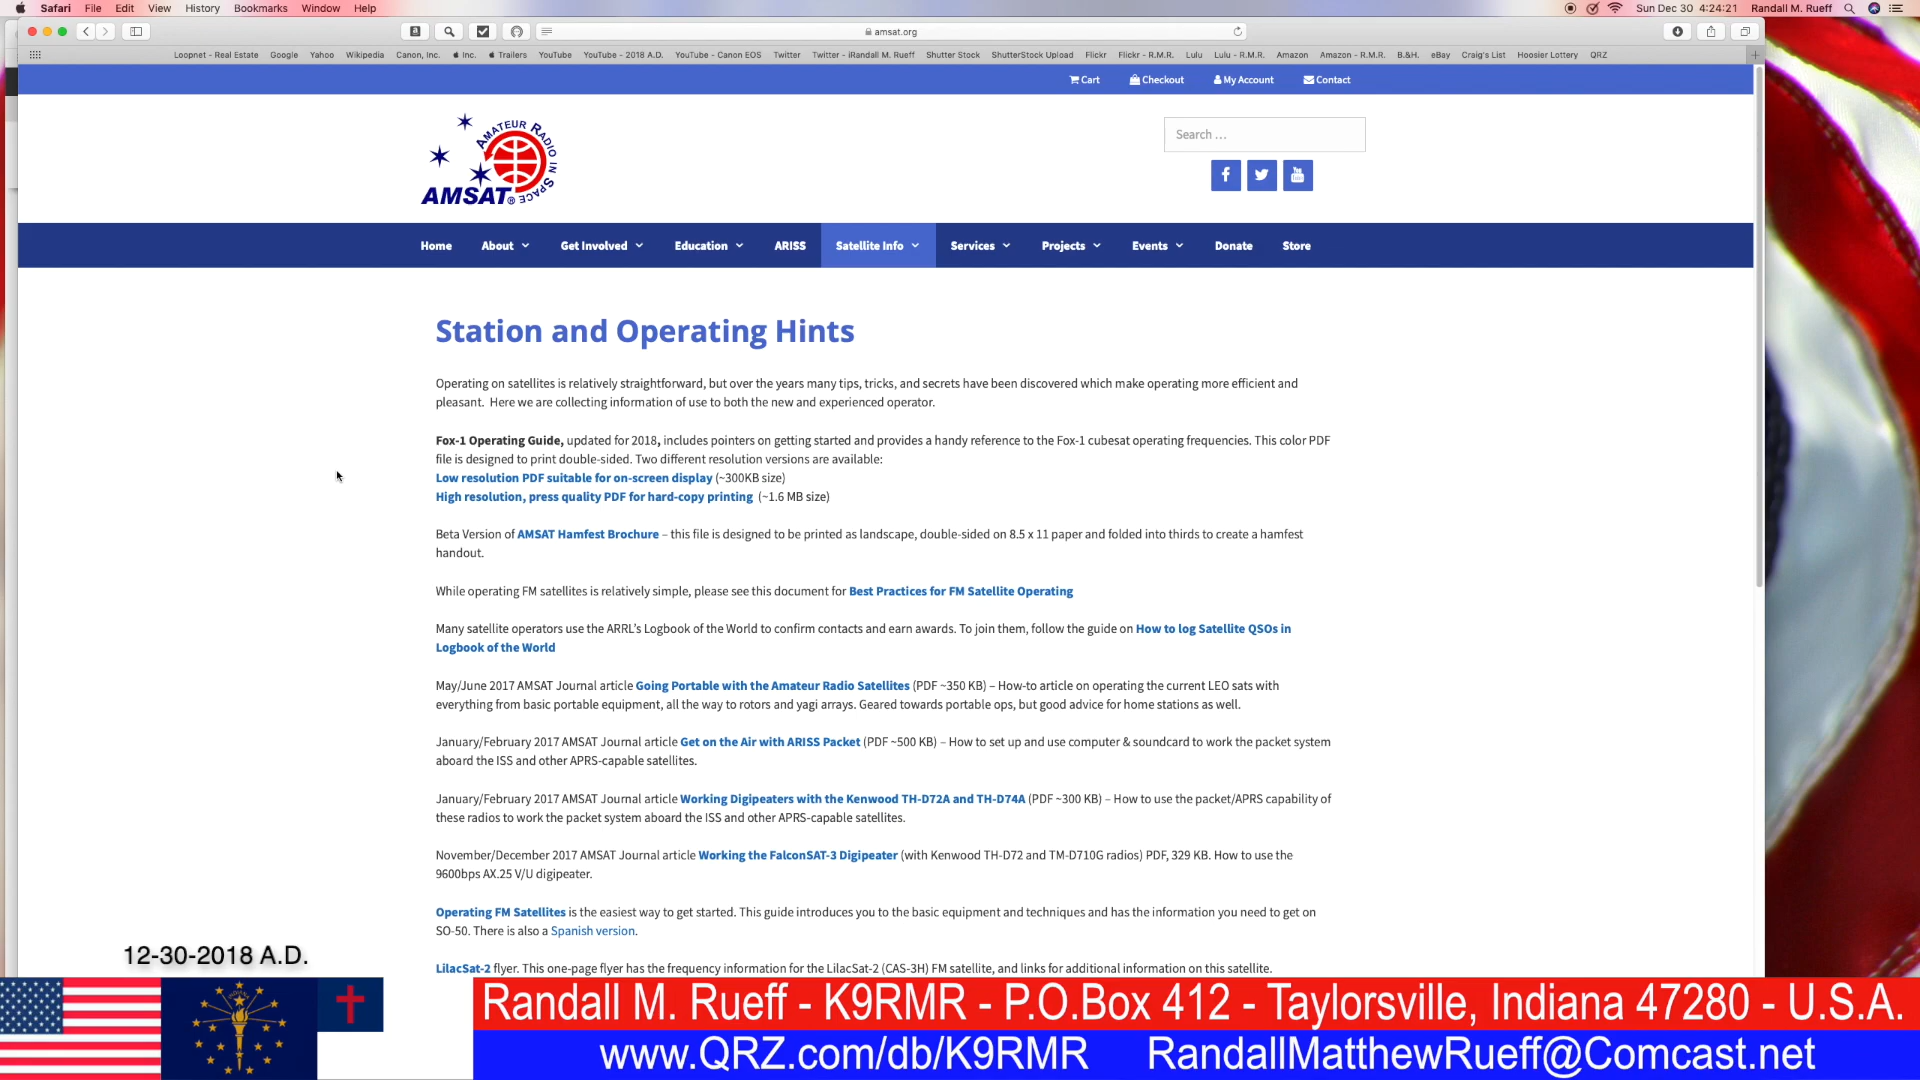 Safari File Edit View History Bookmarks Window Help
Sun Dec 30 4:24:21 Randall M. Rueff
amsat.org
Loopnet - Real Estate Google Yahoo Wikipedia Canon, Inc. Inc. Trailers YouTube YouTube - 2018 A.D. YouTube - Canon EOS Twitter Twitter - iRandall M. Rueff Shutter Stock ShutterStock Upload Flickr Flickr - R.M.R. Lulu Lulu - R.M.R. Amazon Amazon - R.M.R. B.&H. eBay Craig's List Hoosier Lottery QRZ
Cart Checkout My Account Contact
AMATEUR RADIO IN SPACE
AMSAT®
Search …
You Tube
Home About Get Involved Education ARISS Satellite Info Services Projects Events Donate Store
Station and Operating Hints
Operating on satellites is relatively straightforward, but over the years many tips, tricks, and secrets have been discovered which make operating more efficient and
pleasant. Here we are collecting information of use to both the new and experienced operator.
Fox-1 Operating Guide, updated for 2018, includes pointers on getting started and provides a handy reference to the Fox-1 cubesat operating frequencies. This color PDF
file is designed to print double-sided. Two different resolution versions are available:
Low resolution PDF suitable for on-screen display (~300KB size)
High resolution, press quality PDF for hard-copy printing (~1.6 MB size)
Beta Version of AMSAT Hamfest Brochure – this file is designed to be printed as landscape, double-sided on 8.5 x 11 paper and folded into thirds to create a hamfest
handout.
While operating FM satellites is relatively simple, please see this document for Best Practices for FM Satellite Operating
Many satellite operators use the ARRL's Logbook of the World to confirm contacts and earn awards. To join them, follow the guide on How to log Satellite QSOs in
Logbook of the World
May/June 2017 AMSAT Journal article Going Portable with the Amateur Radio Satellites (PDF ~350 KB) – How-to article on operating the current LEO sats with
everything from basic portable equipment, all the way to rotors and yagi arrays. Geared towards portable ops, but good advice for home stations as well.
January/February 2017 AMSAT Journal article Get on the Air with ARISS Packet (PDF ~500 KB) – How to set up and use computer & soundcard to work the packet system
aboard the ISS and other APRS-capable satellites.
January/February 2017 AMSAT Journal article Working Digipeaters with the Kenwood TH-D72A and TH-D74A (PDF ~300 KB) – How to use the packet/APRS capability of
these radios to work the packet system aboard the ISS and other APRS-capable satellites.
November/December 2017 AMSAT Journal article Working the FalconSAT-3 Digipeater (with Kenwood TH-D72 and TM-D710G radios) PDF, 329 KB. How to use the
9600bps AX.25 V/U digipeater.
Operating FM Satellites is the easiest way to get started. This guide introduces you to the basic equipment and techniques and has the information you need to get on
SO-50. There is also a Spanish version.
LilacSat-2 flyer. This one-page flyer has the frequency information for the LilacSat-2 (CAS-3H) FM satellite, and links for additional information on this satellite.
12-30-2018 A.D.
INDIANA
Randall M. Rueff - K9RMR - P.O.Box 412 - Taylorsville, Indiana 47280 - U.S.A.
www.QRZ.com/db/K9RMR RandallMatthewRueff@Comcast.net